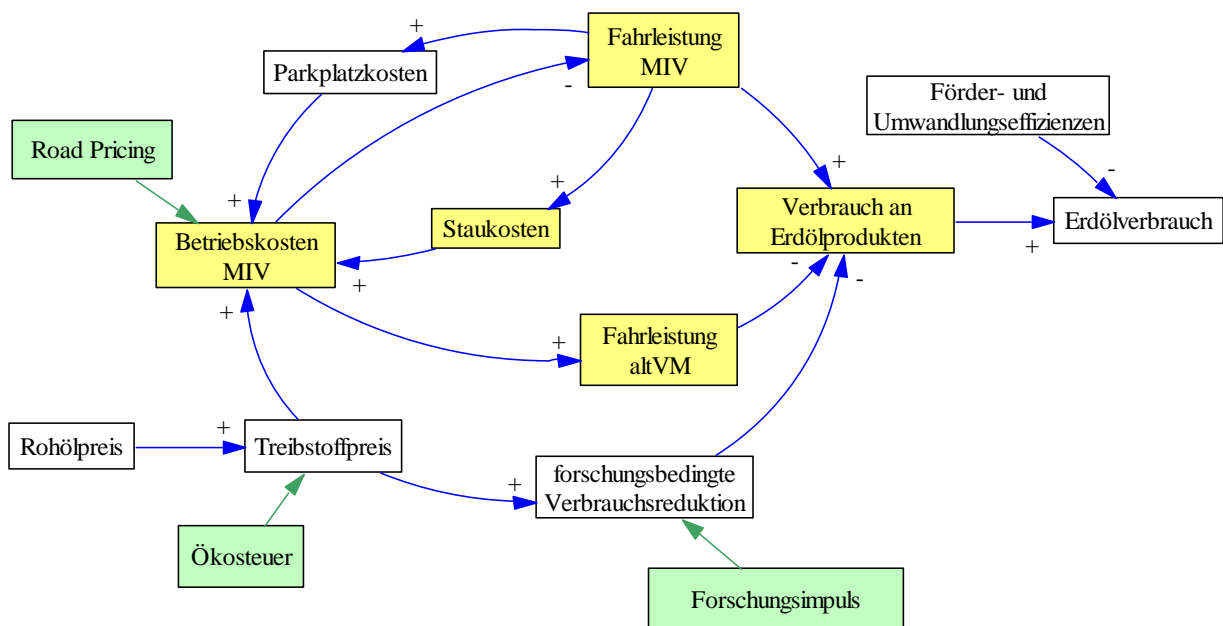 Fahrleistung
MIV
+
Parkplatzkosten
-
Förder- und
Umwandlungseffizienzen
Road Pricing
+
-
+
+
Verbrauch an
Erdölprodukten
Erdölverbrauch
Staukosten
Betriebskosten
MIV
+
-
+
-
+
+
Fahrleistung
altVM
Rohölpreis
+
Treibstoffpreis
forschungsbedingte
Verbrauchsreduktion
+
Ökosteuer
Forschungsimpuls